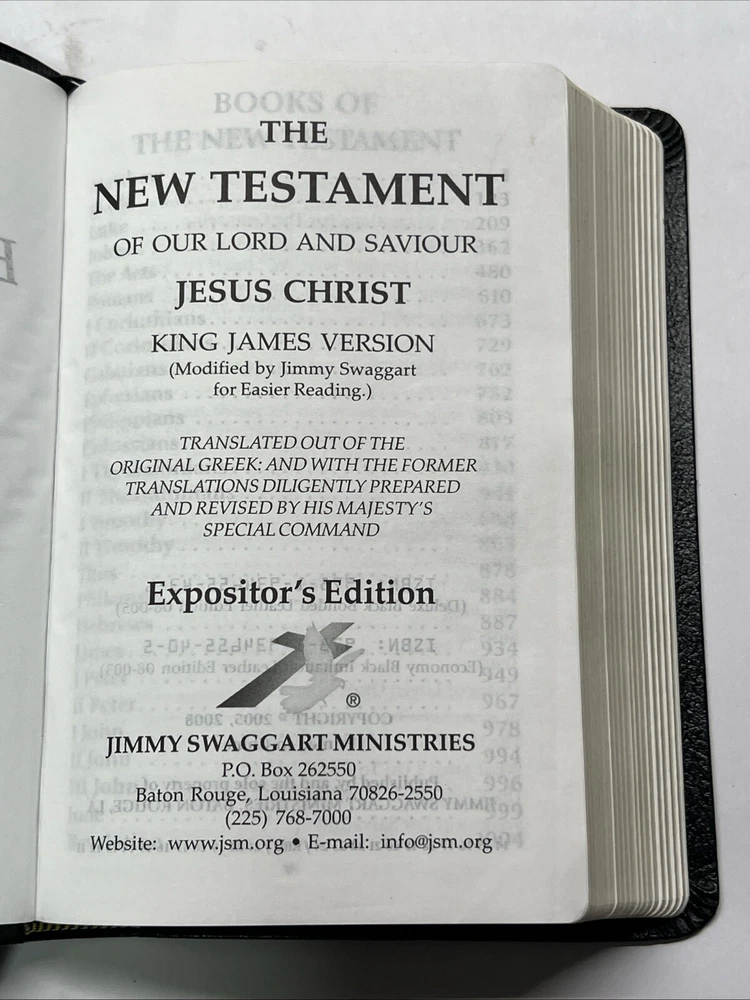 THE
NEW TESTAMENT
OF OUR LORD AND SAVIOUR
JESUS CHRIST
KING JAMES VERSION
(Modified by Jimmy Swaggart
for Easier Reading.)
TRANSLATED OUT OF THE
ORIGINAL GREEK: AND WITH THE FORMER
TRANSLATIONS DILIGENTLY PREPARED
AND REVISED BY HIS MAJESTY'S
SPECIAL COMMAND
Expositor's Edition
®
JIMMY SWAGGART MINISTRIES
P.O. Box 262550
Baton Rouge, Louisiana 70826-2550
(225) 768-7000
Website: www.jsm.org • E-mail: info@jsm.org